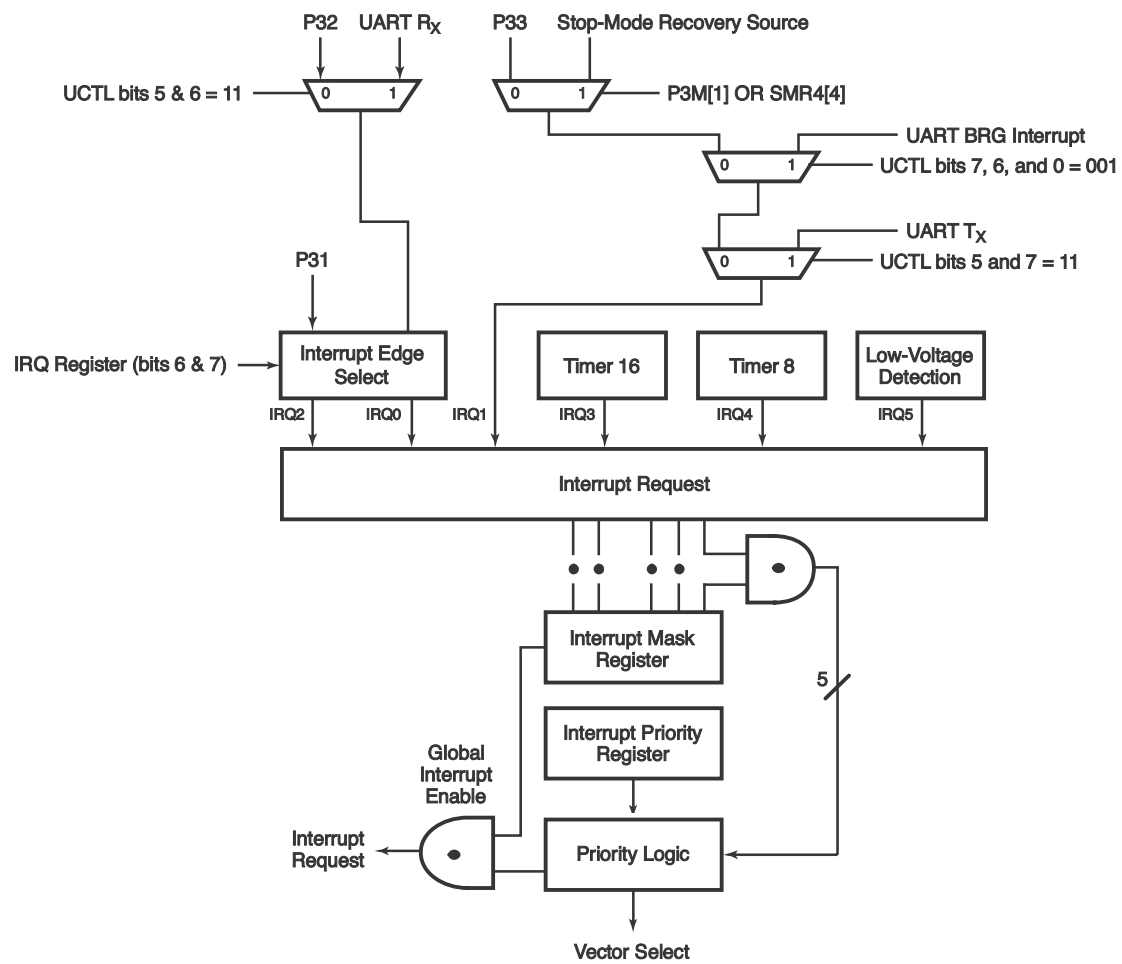 P32 UART RX P33 Stop-Mode Recovery Source
UCTL bits 5 & 6 = 11 0 1 0 1 P3M[1] OR SMR4[4]
UART BRG Interrupt
0 1 UCTL bits 7, 6, and 0 = 001
UART TX
P31 0 1 UCTL bits 5 and 7 = 11
IRQ Register (bits 6 & 7)
Interrupt Edge
Select
Timer 16
Timer 8
Low-Voltage
Detection
IRQ2 IRQ0 IRQ1 IRQ3 IRQ4 IRQ5
Interrupt Request
Interrupt Mask
Register
5
Interrupt Priority
Register
Global
Interrupt
Enable
Interrupt
Request
Priority Logic
Vector Select